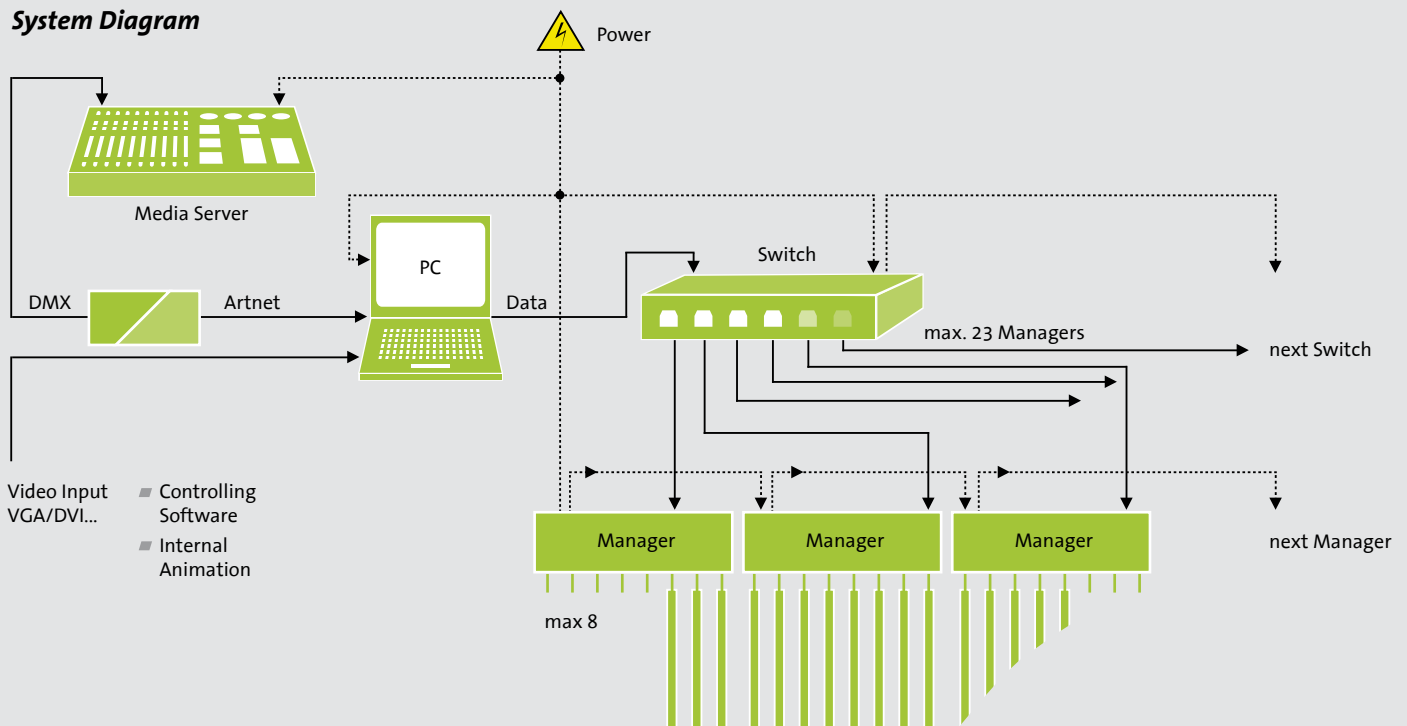 System Diagram
Power
Media Server
PC
Switch
DMX
Artnet
Data
max. 23 Managers
next Switch
Video Input
VGA/DVI...
Controlling
Software
Internal
Animation
Manager
Manager
Manager
next Manager
max 8